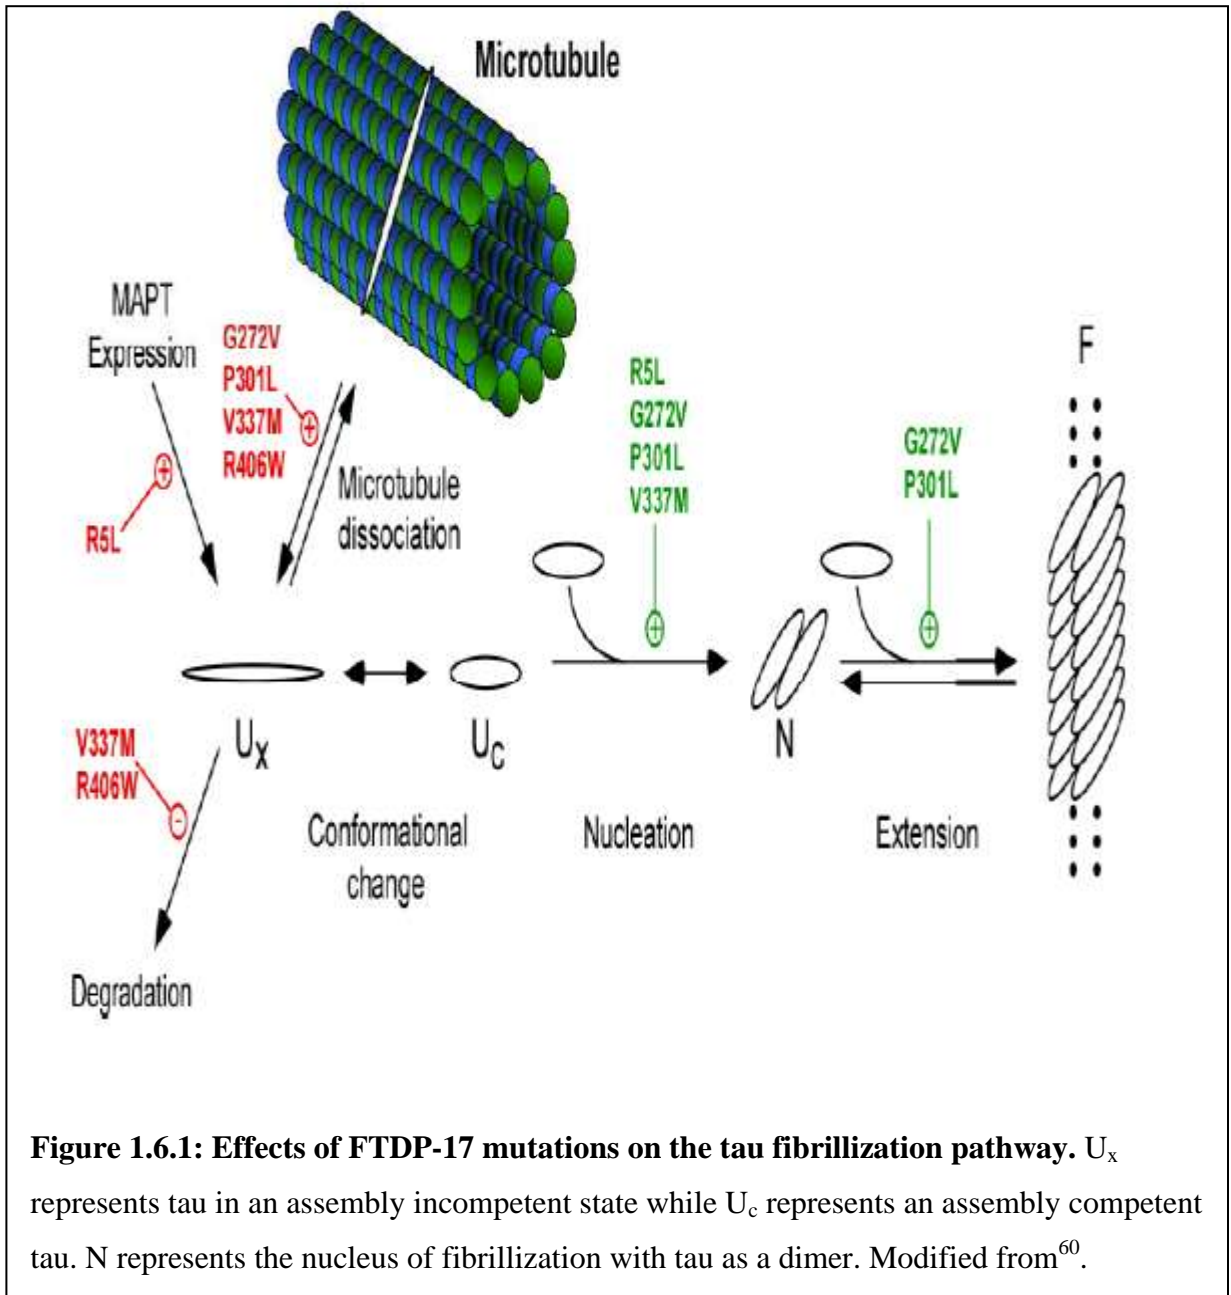 Microtubule
MAPT
Expression
G272V
P301L
V337M
R406W
+
+
R5L
Microtubule
dissociation
R5L
G272V
P301L
V337M
+
G272V
P301L
+
F
UX
UC
N
V337M
R406W
-
Conformational
change
Nucleation
Extension
Degradation
Figure 1.6.1: Effects of FTDP-17 mutations on the tau fibrillization pathway. Ux
represents tau in an assembly incompetent state while Uc represents an assembly competent
tau. N represents the nucleus of fibrillization with tau as a dimer. Modified from60.